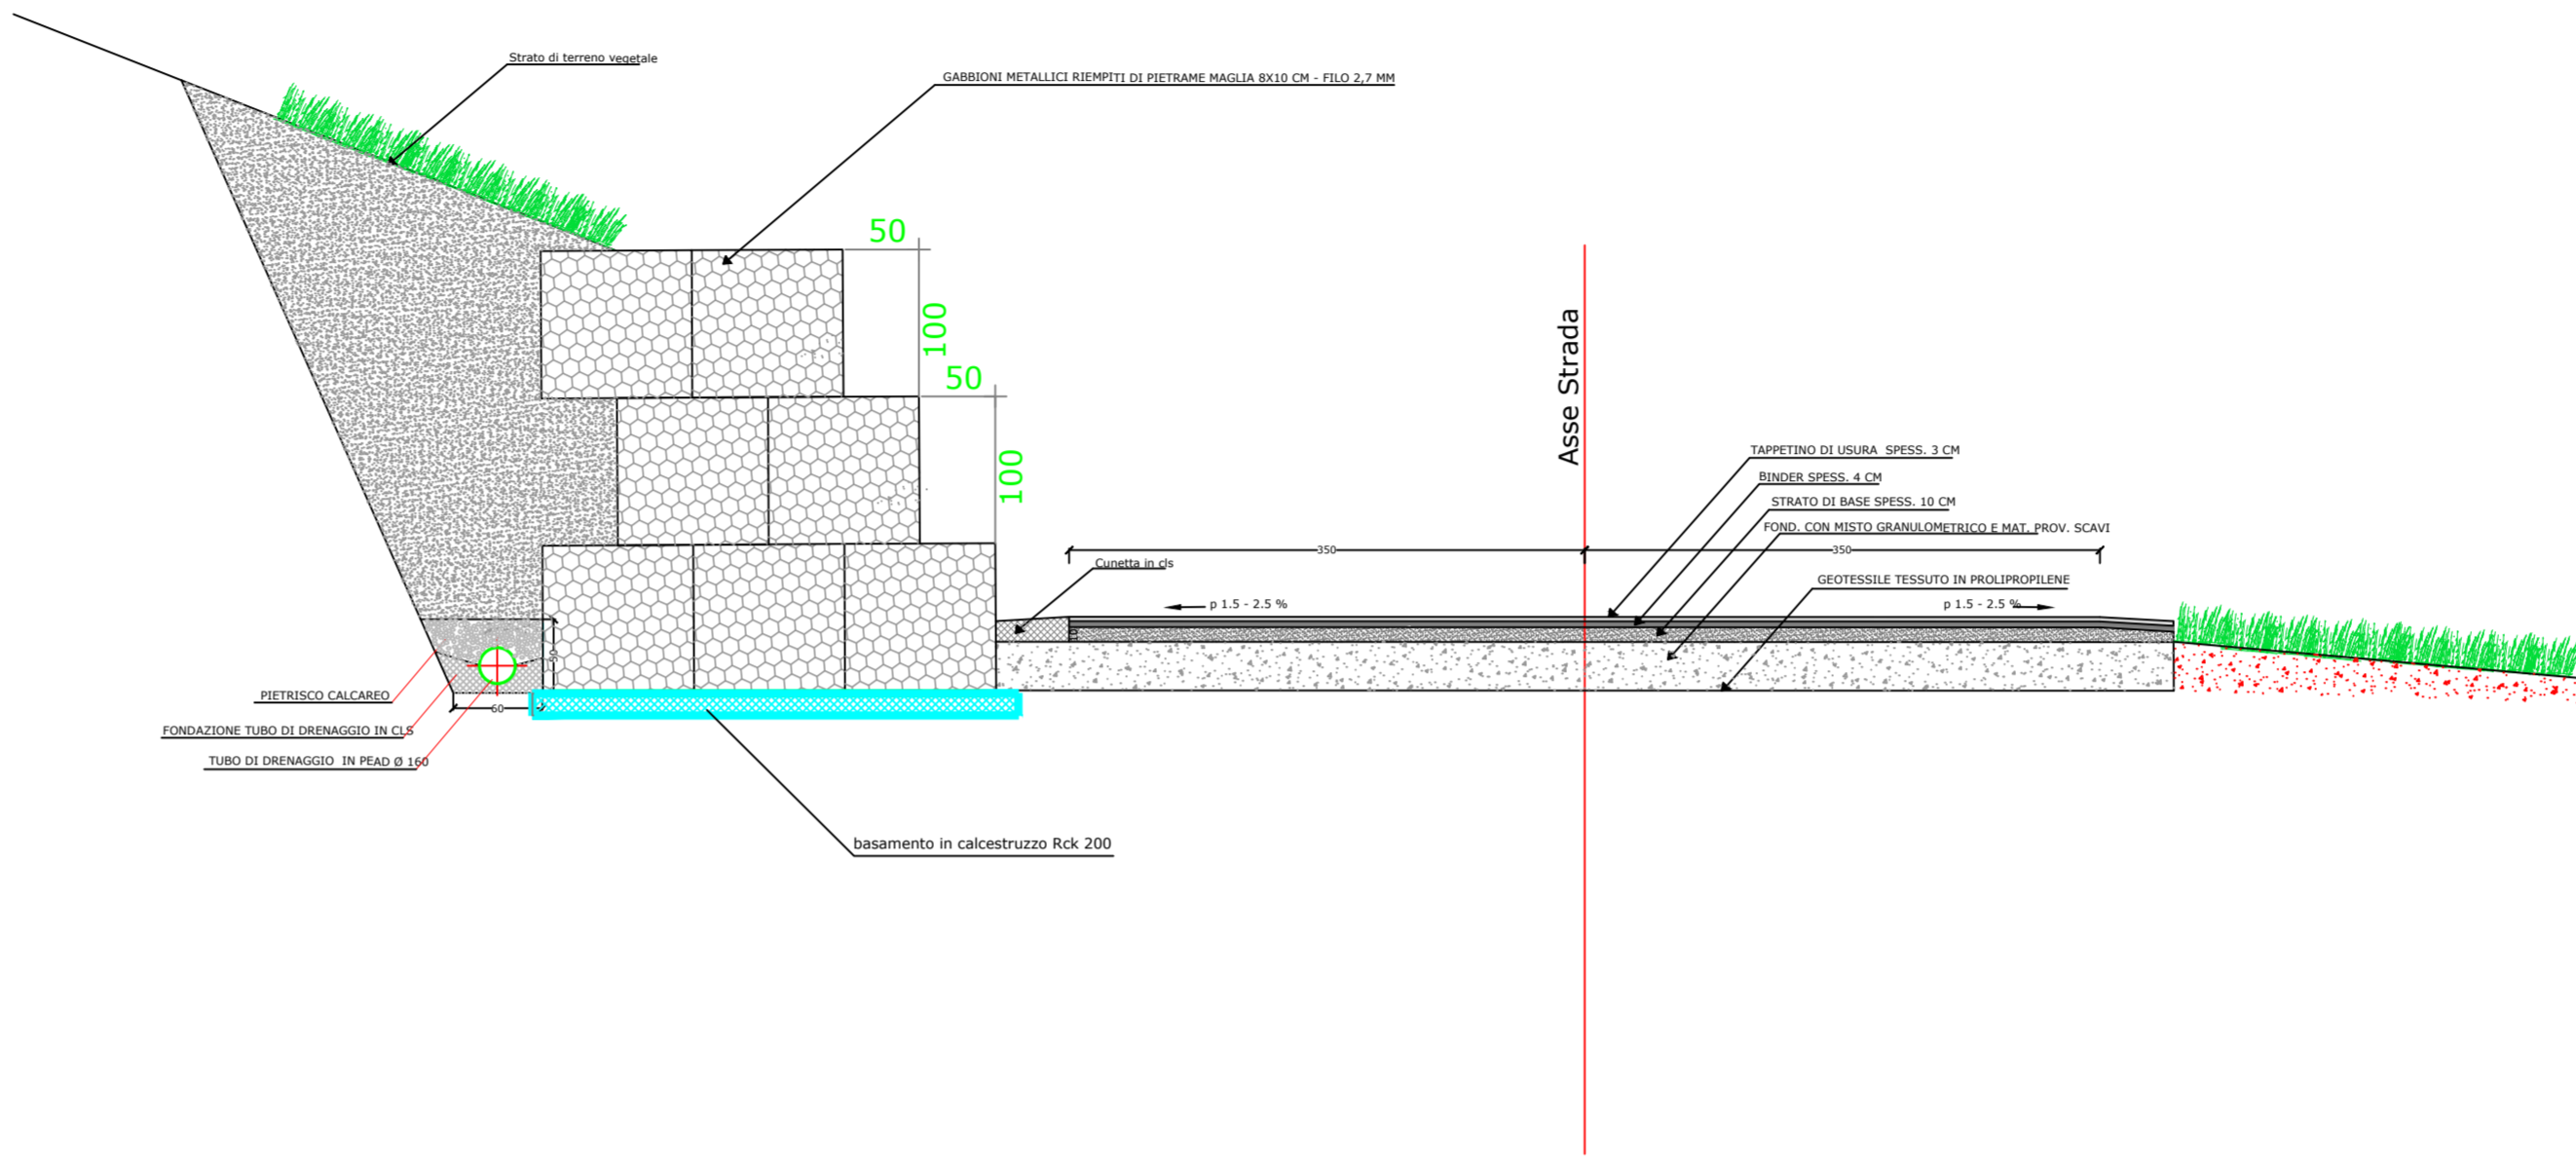 Strato di terreno vegetale
GABBIONI METALLICI RIEMPITI DI PIETRAME MAGLIA 8X10 CM - FILO 2,7 MM
50
100
50
100
Asse Strada
TAPPETINO DI USURA SPESS. 3 CM
BINDER SPESS. 4 CM
STRATO DI BASE SPESS. 10 CM
FOND. CON MISTO GRANULOMETRICO E MAT. PROV. SCAVI
350
350
Cunetta in cls
GEOTESSILE TESSUTO IN PROLIPROPILENE
p 1.5 - 2.5 %
p 1.5 - 2.5 %
10
50
PIETRISCO CALCAREO
60
FONDAZIONE TUBO DI DRENAGGIO IN CLS
TUBO DI DRENAGGIO IN PEAD Ø 160
basamento in calcestruzzo Rck 200